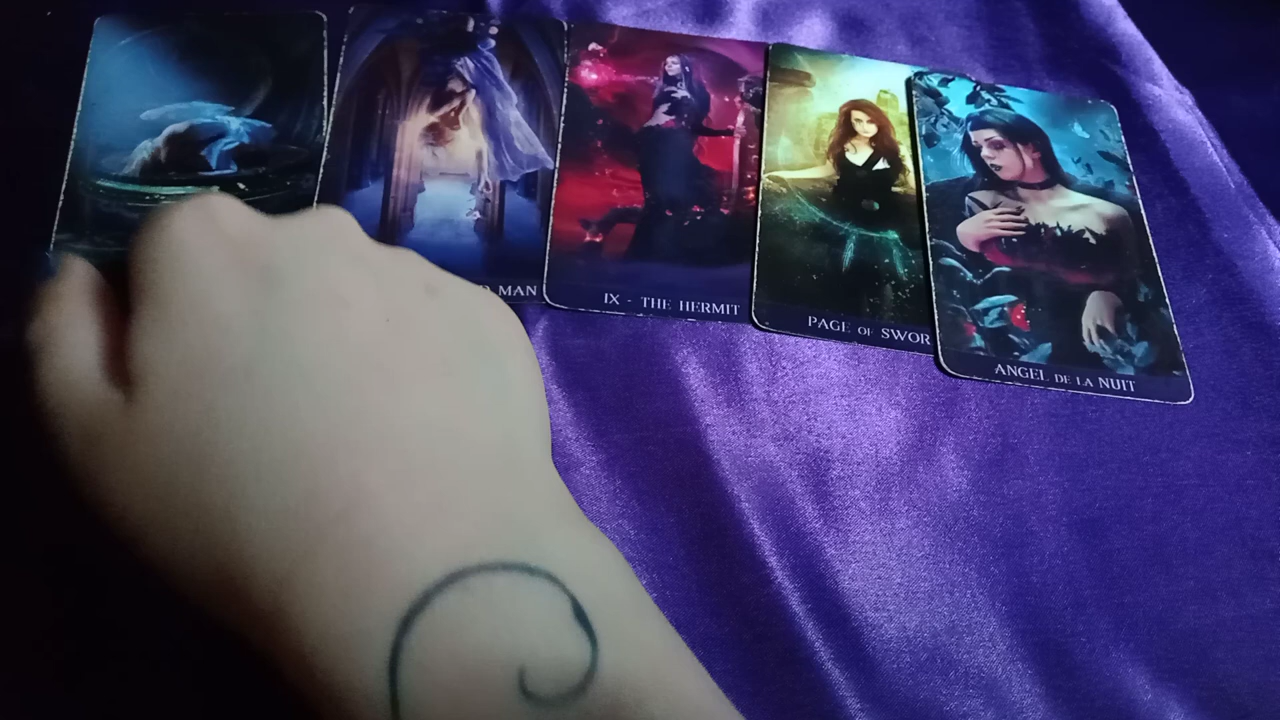 MAN
IX - THE HERMIT
PAGE OF SWOR
ANGEL DE LA NUIT